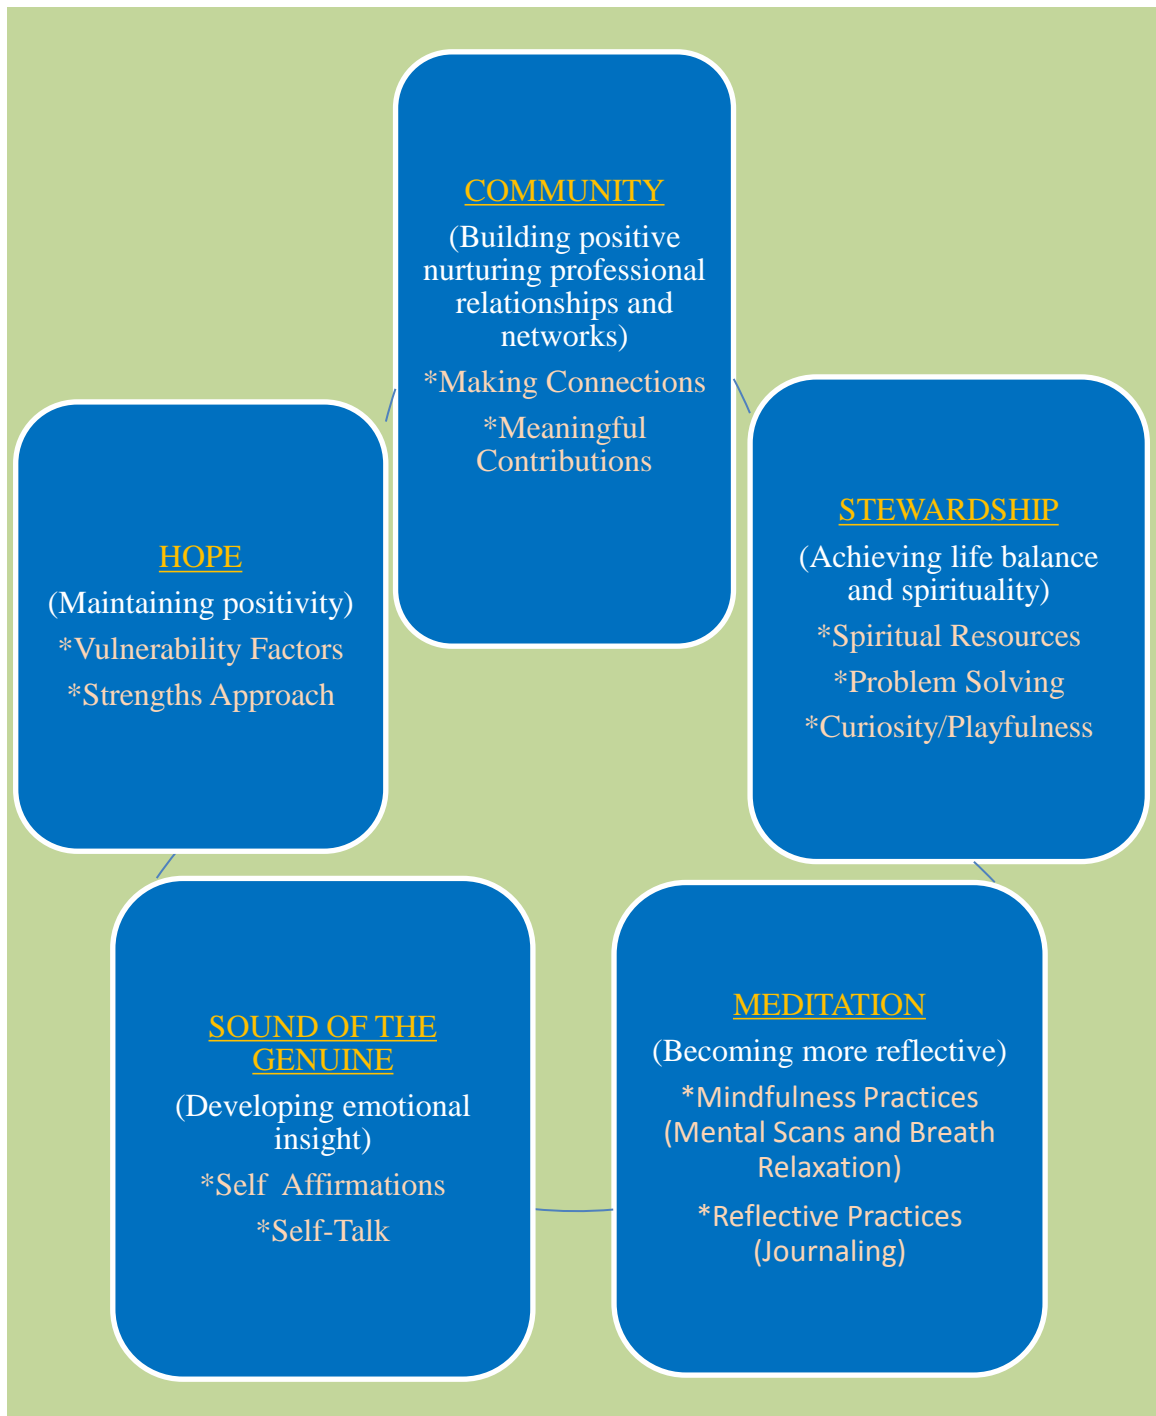 COMMUNITY
(Building positive
nurturing professional
relationships and
networks)
*Making Connections
*Meaningful
Contributions
STEWARDSHIP
(Achieving life balance
and spirituality)
*Spiritual Resources
*Problem Solving
*Curiosity/Playfulness
MEDITATION
(Becoming more reflective)
*Mindfulness Practices
(Mental Scans and Breath
Relaxation)
*Reflective Practices
(Journaling)
SOUND OF THE
GENUINE
(Developing emotional
insight)
*Self  Affirmations
*Self-Talk
HOPE
(Maintaining positivity)
*Vulnerability Factors
*Strengths Approach